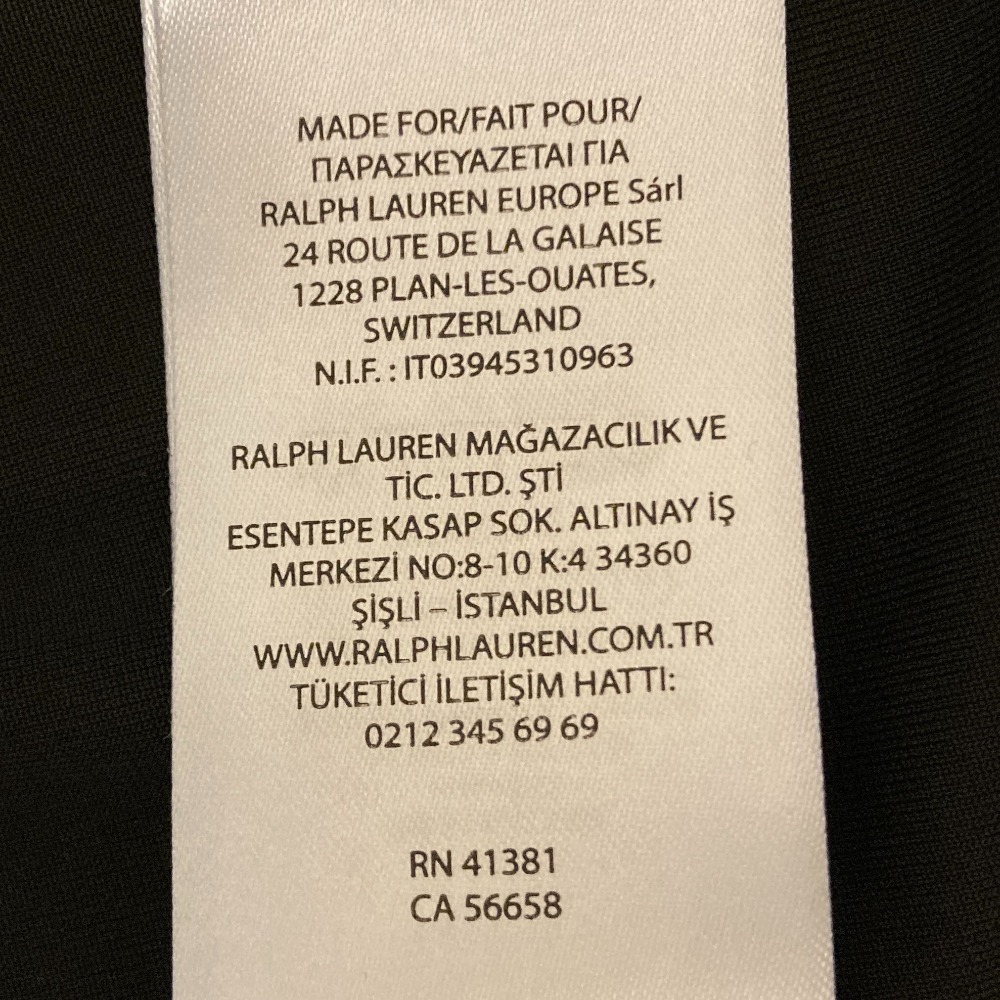 MADE FOR/FAIT POUR/
ΠΑΡΑΣΚΕΥΑΖΕΤΑΙ ΓΙΑ
RALPH LAUREN EUROPE Sárl
24 ROUTE DE LA GALAISE
1228 PLAN-LES-OUATES,
SWITZERLAND
N.I.F. : IT03945310963
RALPH LAUREN MAĞAZACILIK VE
TİC. LTD. ŞTİ
ESENTEPE KASAP SOK. ALTINAY İŞ
MERKEZİ NO:8-10 K:4 34360
ŞİŞLİ – İSTANBUL
WWW.RALPHLAUREN.COM.TR
TÜKETİCİ İLETİŞİM HATTI:
0212 345 69 69
RN 41381
CA 56658